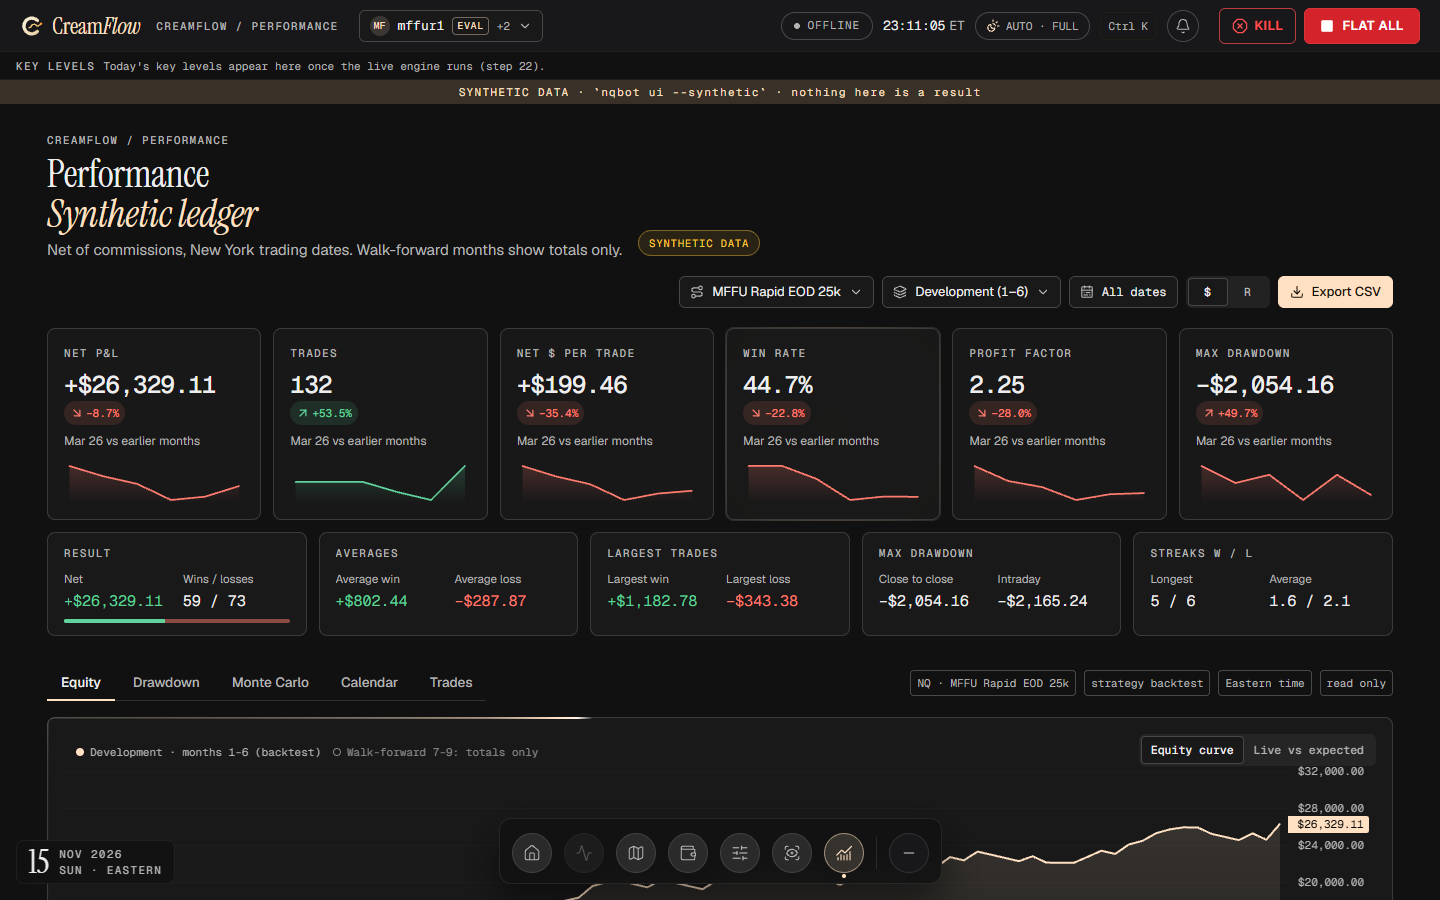 CreamFlow CREAMFLOW / PERFORMANCE MF mffur1 EVAL +2 OFFLINE 23:11:05 ET AUTO · FULL Ctrl K KILL FLAT ALL
KEY LEVELS Today's key levels appear here once the live engine runs (step 22).
SYNTHETIC DATA · `nqbot ui --synthetic` · nothing here is a result
CREAMFLOW / PERFORMANCE
Performance
Synthetic ledger
Net of commissions, New York trading dates. Walk-forward months show totals only. SYNTHETIC DATA
MFFU Rapid EOD 25k Development (1–6) All dates $ R Export CSV
NET P&L TRADES NET $ PER TRADE WIN RATE PROFIT FACTOR MAX DRAWDOWN
+$26,329.11 132 +$199.46 44.7% 2.25 −$2,054.16
−8.7% +53.5% −35.4% −22.8% −28.0% +49.7%
Mar 26 vs earlier months Mar 26 vs earlier months Mar 26 vs earlier months Mar 26 vs earlier months Mar 26 vs earlier months Mar 26 vs earlier months
RESULT AVERAGES LARGEST TRADES MAX DRAWDOWN STREAKS W / L
Net Wins / losses Average win Average loss Largest win Largest loss Close to close Intraday Longest Average
+$26,329.11 59 / 73 +$802.44 −$287.87 +$1,182.78 −$343.38 −$2,054.16 −$2,165.24 5 / 6 1.6 / 2.1
Equity Drawdown Monte Carlo Calendar Trades NQ · MFFU Rapid EOD 25k strategy backtest Eastern time read only
Development · months 1–6 (backtest) Walk-forward 7–9: totals only Equity curve Live vs expected
$32,000.00
$28,000.00
$26,329.11
$24,000.00
$20,000.00
15 NOV 2026
SUN · EASTERN